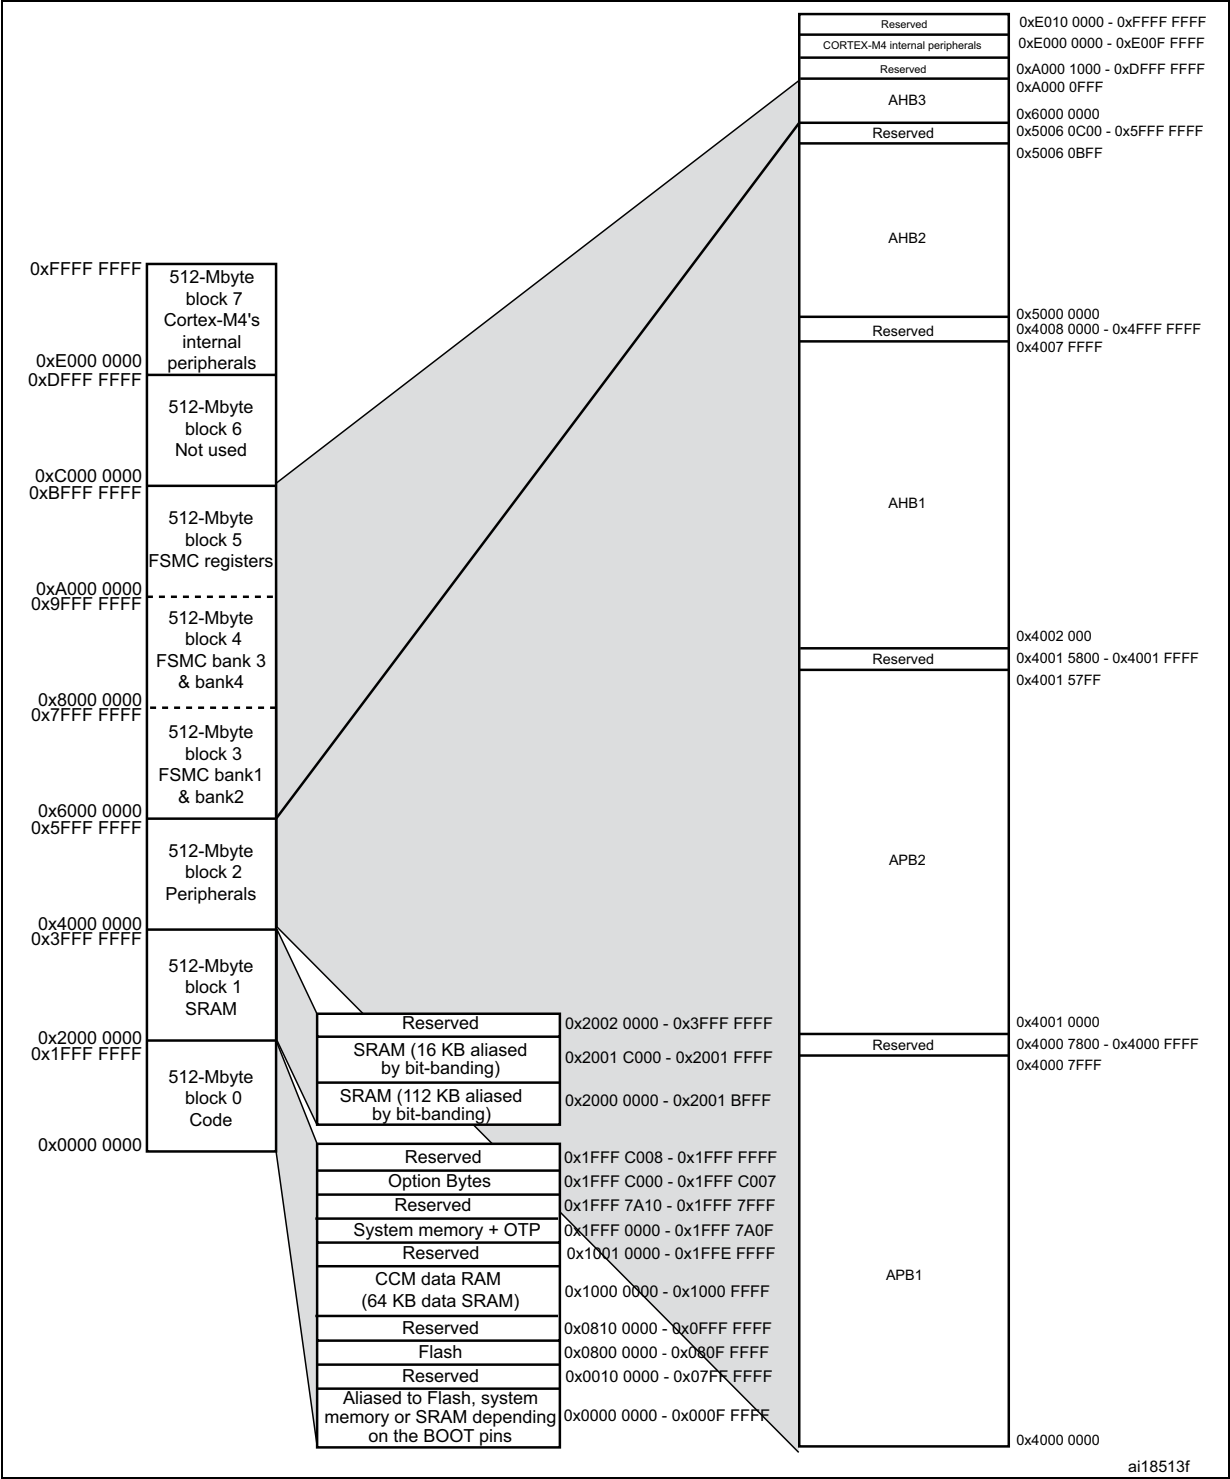 0xFFFF FFFF
512-Mbyte
block 7
Cortex-M4's
internal
peripherals
0xE000 0000
0xDFFF FFFF
512-Mbyte
block 6
Not used
0xC000 0000
0xBFFF FFFF
512-Mbyte
block 5
FSMC registers
0xA000 0000
0x9FFF FFFF
512-Mbyte
block 4
FSMC bank 3
& bank4
0x8000 0000
0x7FFF FFFF
512-Mbyte
block 3
FSMC bank1
& bank2
0x6000 0000
0x5FFF FFFF
512-Mbyte
block 2
Peripherals
0x4000 0000
0x3FFF FFFF
512-Mbyte
block 1
SRAM
0x2000 0000
0x1FFF FFFF
512-Mbyte
block 0
Code
0x0000 0000
Reserved 0x2002 0000 - 0x3FFF FFFF
SRAM (16 KB aliased
by bit-banding)
0x2001 C000 - 0x2001 FFFF
SRAM (112 KB aliased
by bit-banding)
0x2000 0000 - 0x2001 BFFF
Reserved 0x1FFF C008 - 0x1FFF FFFF
Option Bytes 0x1FFF C000 - 0x1FFF C007
Reserved 0x1FFF 7A10 - 0x1FFF 7FFF
System memory + OTP 0x1FFF 0000 - 0x1FFF 7A0F
Reserved 0x1001 0000 - 0x1FFE FFFF
CCM data RAM
(64 KB data SRAM)
0x1000 0000 - 0x1000 FFFF
Reserved 0x0810 0000 - 0x0FFF FFFF
Flash 0x0800 0000 - 0x080F FFFF
Reserved 0x0010 0000 - 0x07FF FFFF
Aliased to Flash, system
memory or SRAM depending
on the BOOT pins
0x0000 0000 - 0x000F FFFF
Reserved 0xE010 0000 - 0xFFFF FFFF
CORTEX-M4 internal peripherals 0xE000 0000 - 0xE00F FFFF
Reserved 0xA000 1000 - 0xDFFF FFFF
0xA000 0FFF
AHB3
0x6000 0000
Reserved 0x5006 0C00 - 0x5FFF FFFF
0x5006 0BFF
AHB2
0x5000 0000
Reserved 0x4008 0000 - 0x4FFF FFFF
0x4007 FFFF
AHB1
0x4002 000
Reserved 0x4001 5800 - 0x4001 FFFF
0x4001 57FF
APB2
0x4001 0000
Reserved 0x4000 7800 - 0x4000 FFFF
0x4000 7FFF
APB1
0x4000 0000
ai18513f